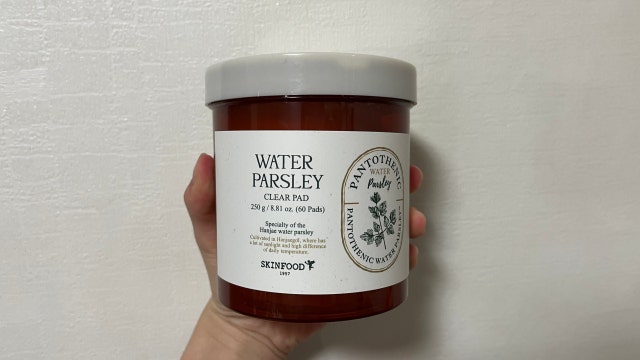 WATER
PARSLEY
CLEAR PAD
250 g / 8.81 oz. (60 Pads)
Specialty of the
Hanjae water parsley
Cultivated in Hwyangol, where has
a lot of sunlight and high difference
of daily temperature.
SKINFOOD
1957
PANTOTHENIC
WATER
Parsley
PANTOTHENIC WATER PARSLEY